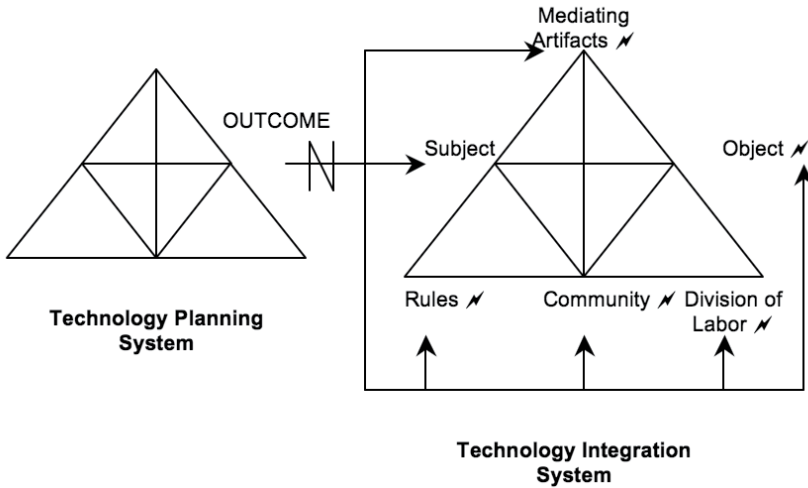 Mediating
Artifacts
OUTCOME
Subject
Object
Rules
Community
Division of
Labor
Technology Planning
System
Technology Integration
System